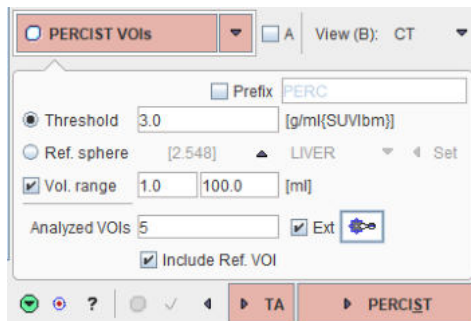 PERCIST VOIs A View (B): CT
Prefix PERC
Threshold 3.0 [g/ml{SUVlbm}]
Ref. sphere [2.548] LIVER Set
Vol. range 1.0 100.0 [ml]
Analyzed VOIs 5 Ext
Include Ref. VOI
? TA PERCIST